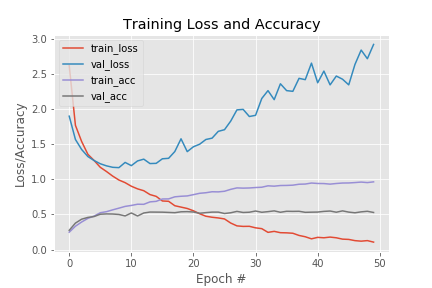 Training Loss and Accuracy
3.0
2.5
2.0
1.5
1.0
0.5
0.0
Loss/Accuracy
train_loss
val_loss
train_acc
val_acc
0 10 20 30 40 50
Epoch #